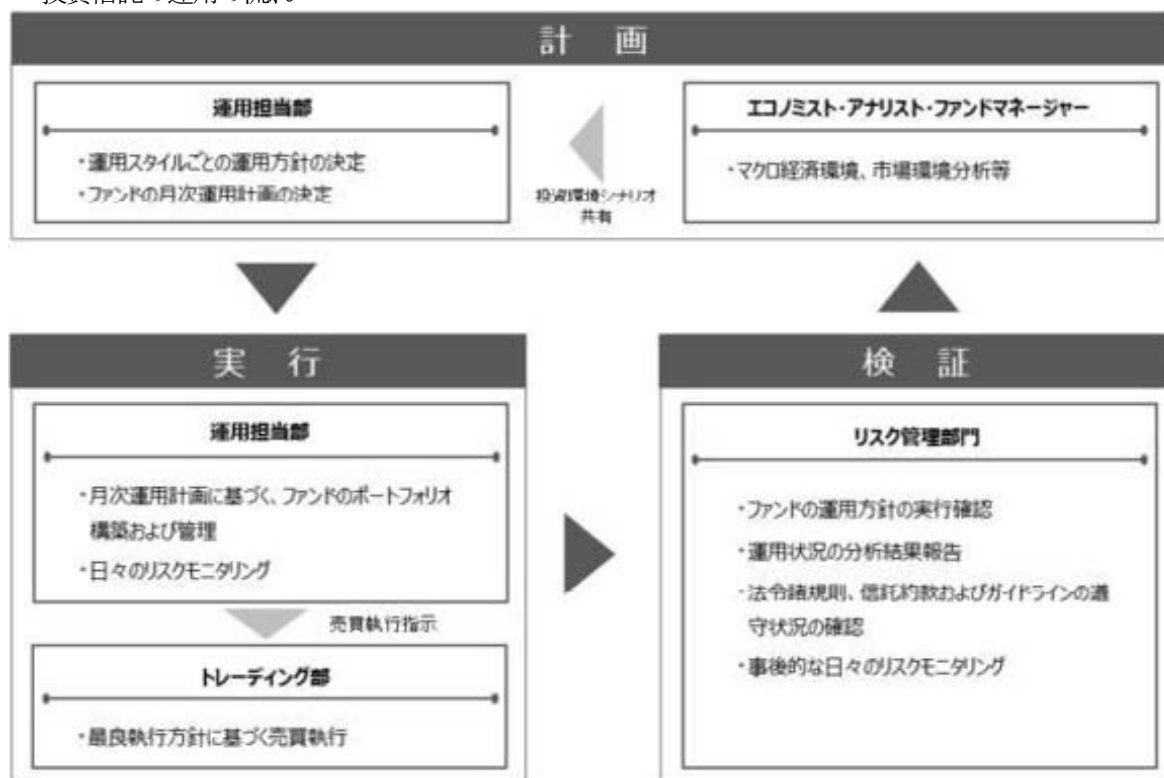 投資信託の運用の流れ
計 画
運用担当部
・運用スタイルごとの運用方針の決定
・ファンドの月次運用計画の決定
投資環境シナリオ
共有
エコノミスト・アナリスト・ファンドマネージャー
・マクロ経済環境、市場環境分析等
実 行
運用担当部
・月次運用計画に基づく、ファンドのポートフォリオ
構築および管理
・日々のリスクモニタリング
売買執行指示
トレーディング部
・最良執行方針に基づく売買執行
検 証
リスク管理部門
・ファンドの運用方針の実行確認
・運用状況の分析結果報告
・法令諸規則、信託約款およびガイドラインの遵
守状況の確認
・事後的な日々のリスクモニタリング